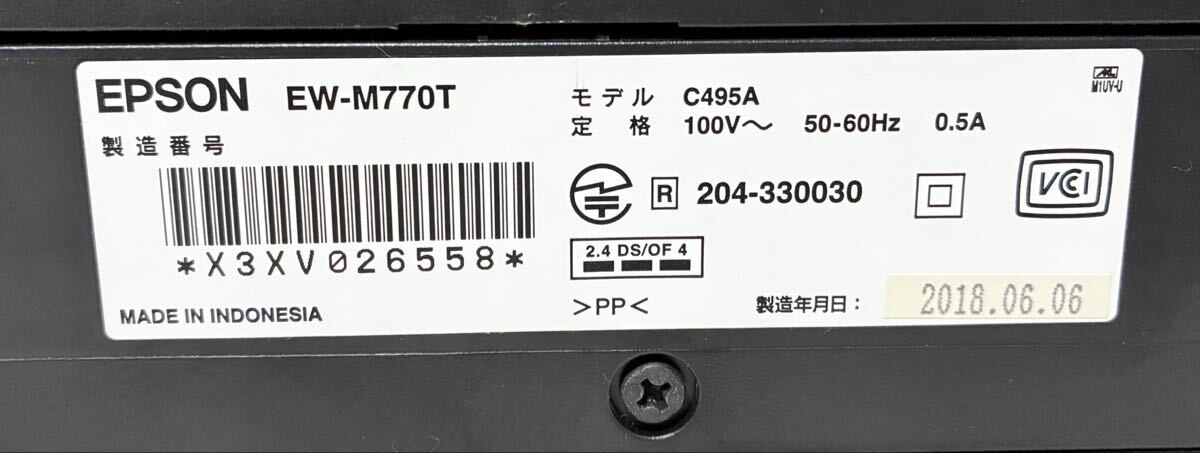 EPSON EW-M770T
製造番号
*X3XV026558*
MADE IN INDONESIA
モデル C495A
定格 100V〜 50-60Hz 0.5A
R 204-330030
2.4 DS/OF 4
>PP<
製造年月日： 2018.06.06
M1UV-U
VCCI